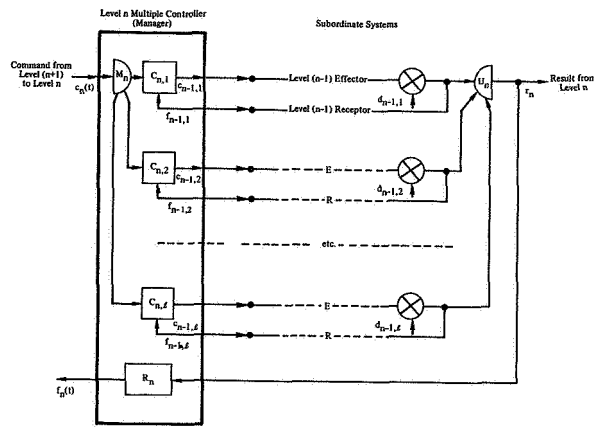 Level n Multiple Controller
(Manager)
Subordinate Systems
Command from
Level (n+1)
to Level n
c_n(t)
M_n
C_n,1
c_n-1,1
f_n-1,1
Level (n-1) Effector
Level (n-1) Receptor
d_n-1,1
U_n
r_n
Result from
Level n
C_n,2
c_n-1,2
f_n-1,2
E
R
d_n-1,2
etc.
C_n,ℓ
c_n-1,ℓ
f_n-1,ℓ
E
R
d_n-1,ℓ
R_n
f_n(t)